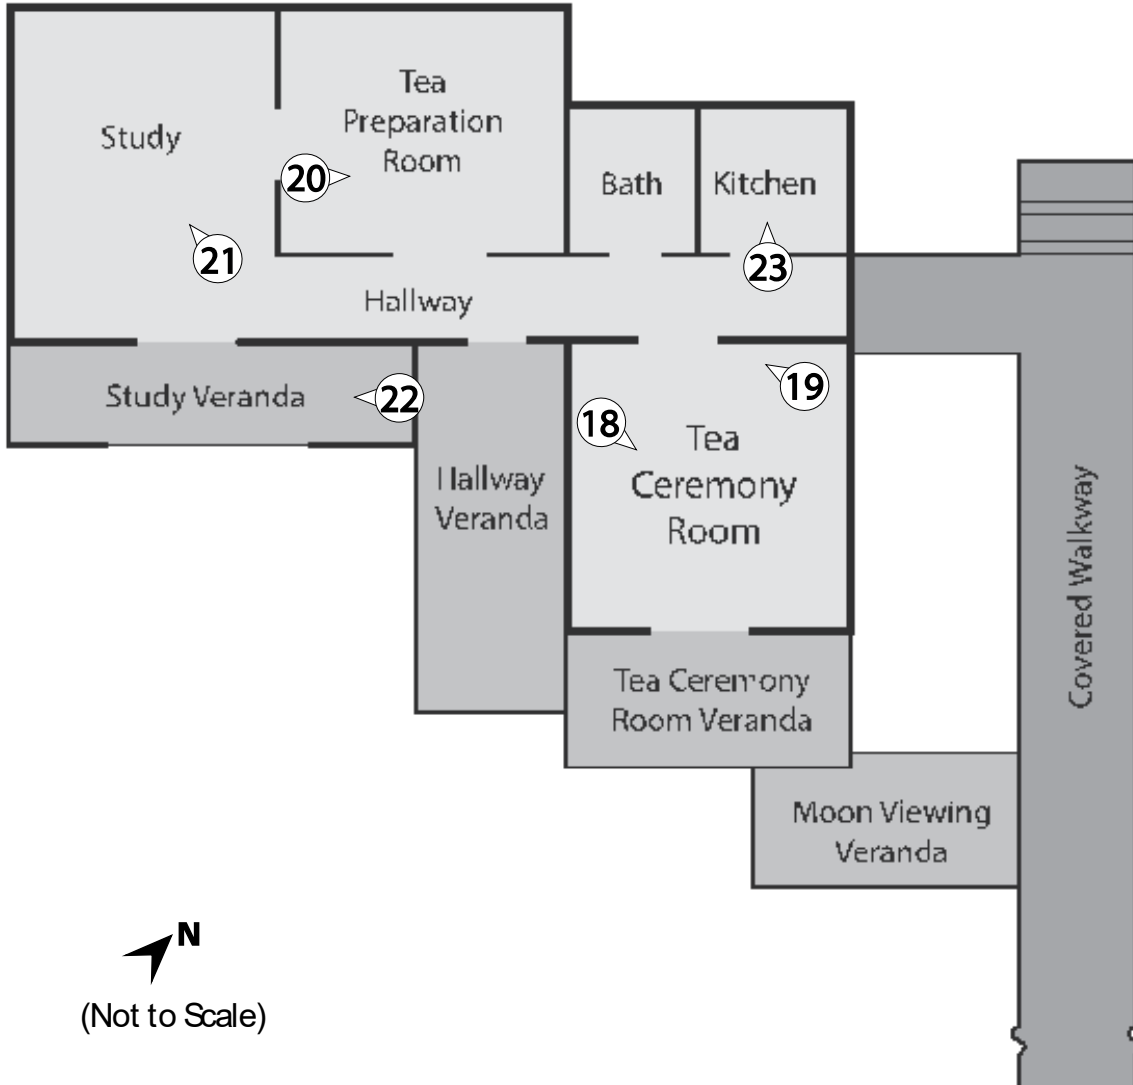 Study
Tea
Preparation
Room
Bath
Kitchen
20
21
23
Hallway
Study Veranda
22
19
18
Tea
Ceremony
Room
Hallway
Veranda
Covered Walkway
Tea Ceremony
Room Veranda
Moon Viewing
Veranda
N
(Not to Scale)